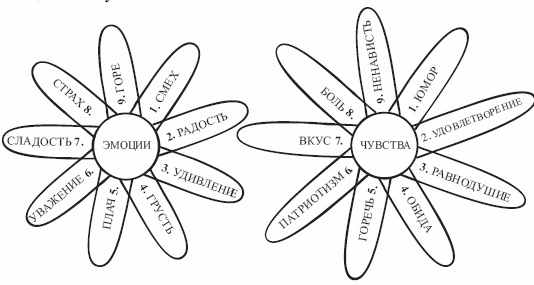 ЭМОЦИИ
1. СМЕХ
2. РАДОСТЬ
3. УДИВЛЕНИЕ
4. ГРУСТЬ
ПЛАЧ 5.
УВАЖЕНИЕ 6.
СЛАДОСТЬ 7.
СТРАХ 8.
9. ГОРЕ
ЧУВСТВА
1. ЮМОР
2. УДОВЛЕТВОРЕНИЕ
3. РАВНОДУШИЕ
4. ОБИДА
ГОРЕЧЬ 5.
ПАТРИОТИЗМ 6.
ВКУС 7.
БОЛЬ 8.
9. НЕНАВИСТЬ